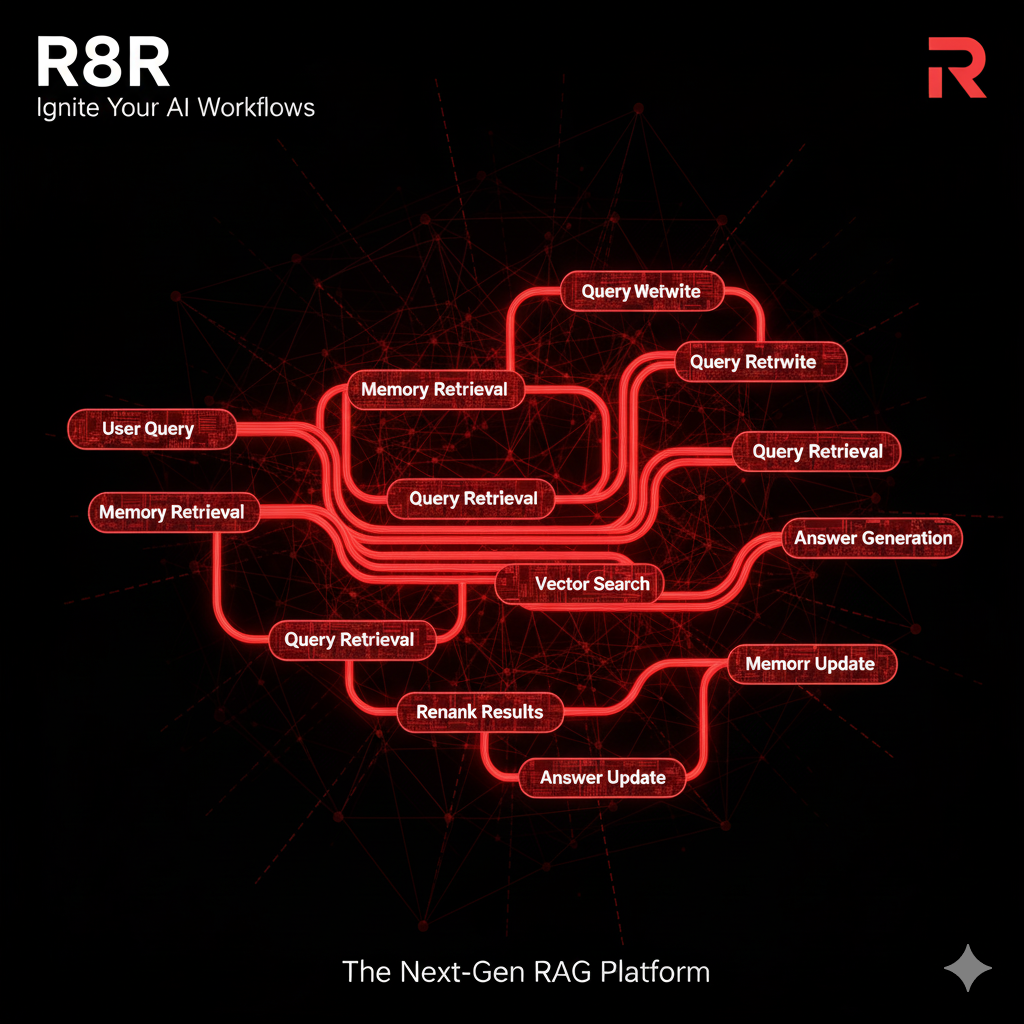 R8R
Ignite Your AI Workflows
R
Query Wefwite
Query Retrwite
Memory Retrieval
User Query
Query Retrieval
Query Retrieval
Memory Retrieval
Answer Generation
Vector Search
Query Retrieval
Memorr Update
Renank Results
Answer Update
The Next-Gen RAG Platform